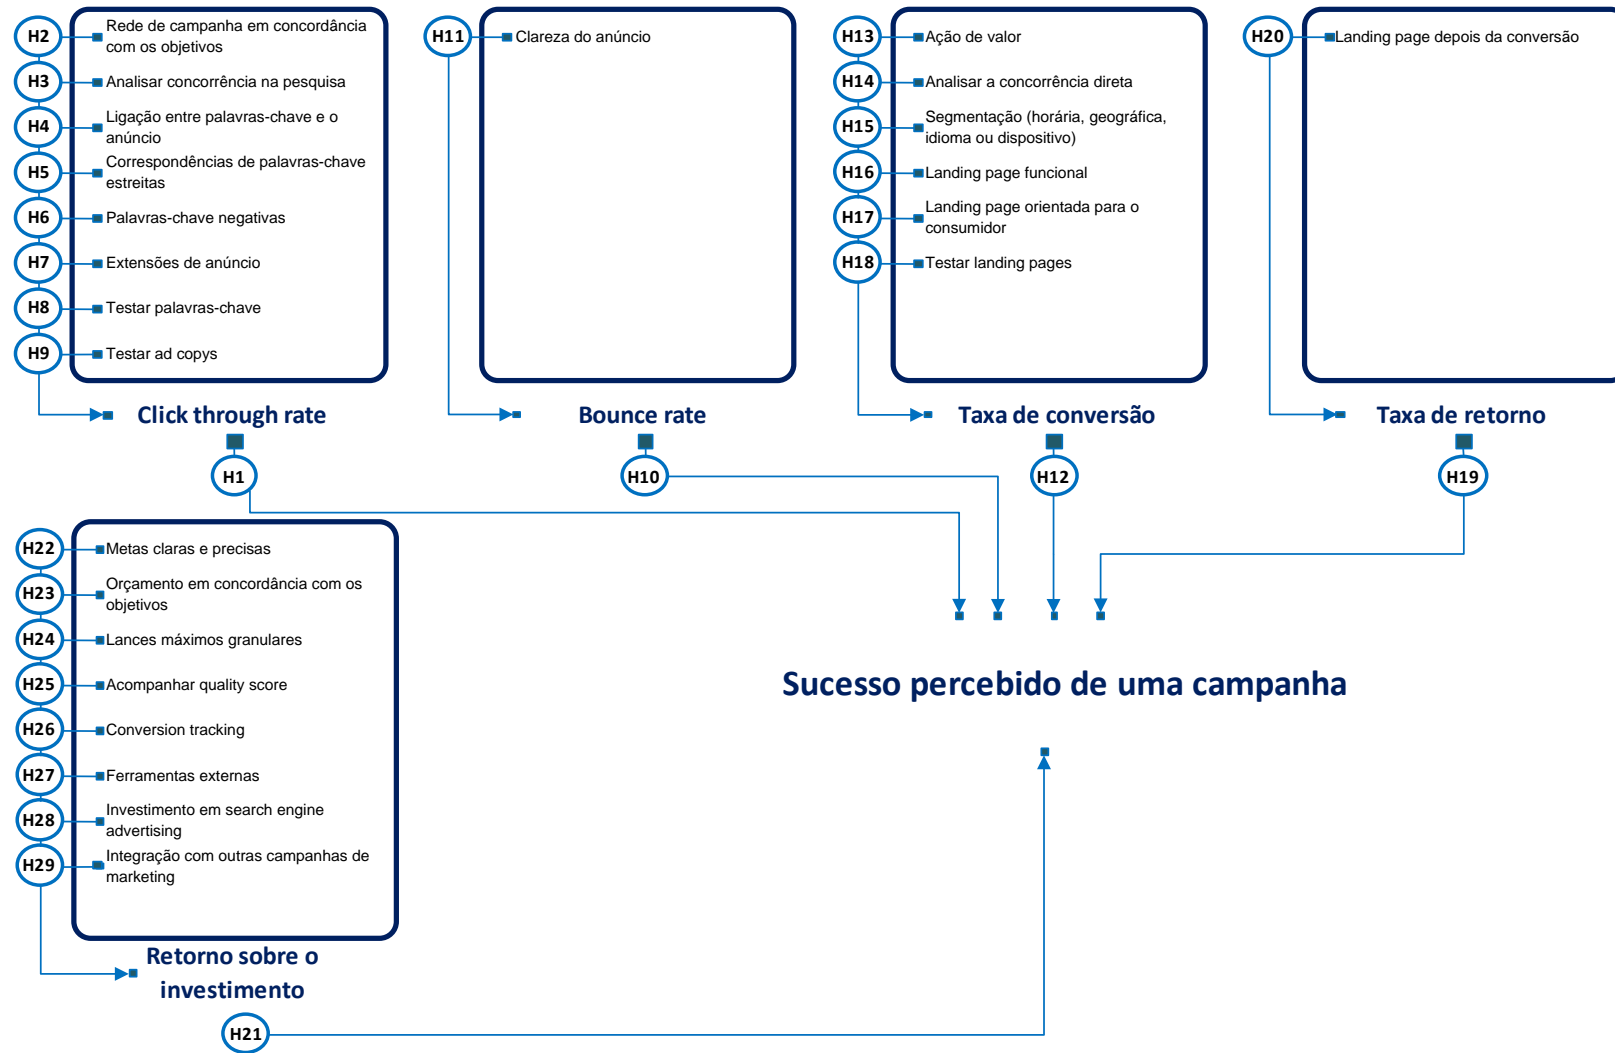 H2
Rede de campanha em concordância
com os objetivos
H3
Analisar concorrência na pesquisa
H4
Ligação entre palavras-chave e o
anúncio
H5
Correspondências de palavras-chave
estreitas
H6
Palavras-chave negativas
H7
Extensões de anúncio
H8
Testar palavras-chave
H9
Testar ad copys
Click through rate
H1
H11
Clareza do anúncio
Bounce rate
H10
H13
Ação de valor
H14
Analisar a concorrência direta
H15
Segmentação (horária, geográfica,
idioma ou dispositivo)
H16
Landing page funcional
H17
Landing page orientada para o
consumidor
H18
Testar landing pages
Taxa de conversão
H12
H20
Landing page depois da conversão
Taxa de retorno
H19
H22
Metas claras e precisas
H23
Orçamento em concordância com os
objetivos
H24
Lances máximos granulares
H25
Acompanhar quality score
H26
Conversion tracking
H27
Ferramentas externas
H28
Investimento em search engine
advertising
H29
Integração com outras campanhas de
marketing
Retorno sobre o
investimento
H21
Sucesso percebido de uma campanha